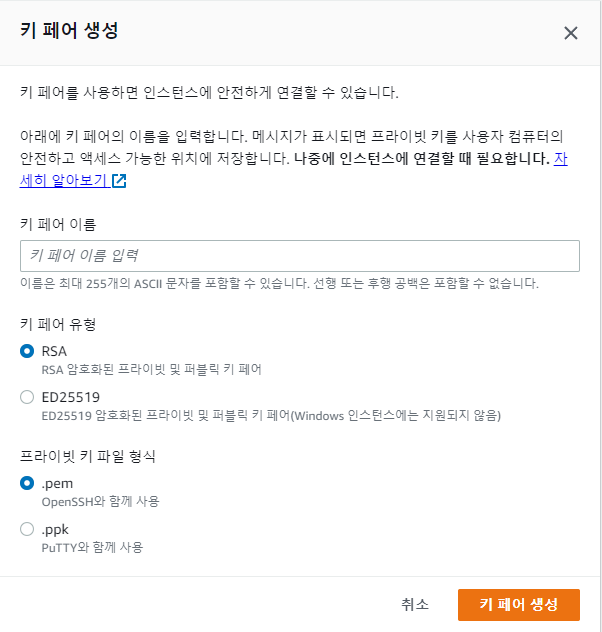 키 페어 생성
키 페어를 사용하면 인스턴스에 안전하게 연결할 수 있습니다.
아래에 키 페어의 이름을 입력합니다. 메시지가 표시되면 프라이빗 키를 사용자 컴퓨터의
안전하고 액세스 가능한 위치에 저장합니다. 나중에 인스턴스에 연결할 때 필요합니다. 자
세히 알아보기
키 페어 이름
키 페어 이름 입력
이름은 최대 255개의 ASCII 문자를 포함할 수 있습니다. 선행 또는 후행 공백은 포함할 수 없습니다.
키 페어 유형
RSA
RSA 암호화된 프라이빗 및 퍼블릭 키 페어
ED25519
ED25519 암호화된 프라이빗 및 퍼블릭 키 페어(Windows 인스턴스에는 지원되지 않음)
프라이빗 키 파일 형식
.pem
OpenSSH와 함께 사용
.ppk
PuTTY와 함께 사용
취소
키 페어 생성